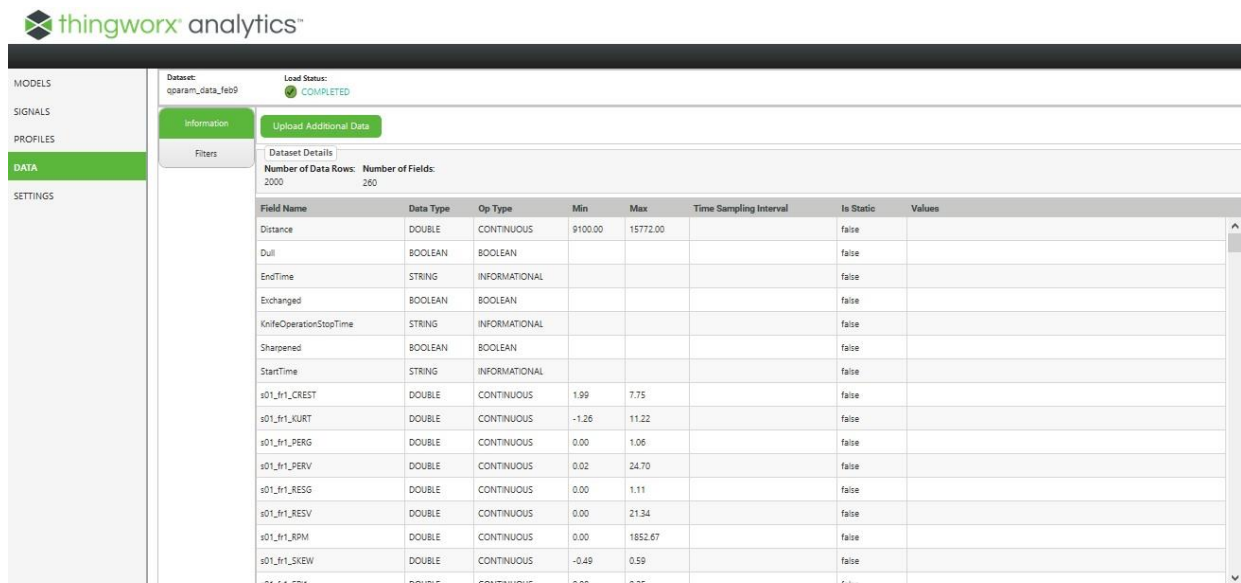 thingworx® analytics™
MODELS
SIGNALS
PROFILES
DATA
SETTINGS
Dataset: Load Status:
qparam_data_feb9 COMPLETED
Information
Filters
Upload Additional Data
Dataset Details
Number of Data Rows: Number of Fields:
2000 260
Field Name Data Type Op Type Min Max Time Sampling Interval Is Static Values
Distance DOUBLE CONTINUOUS 9100.00 15772.00 false
Dull BOOLEAN BOOLEAN false
EndTime STRING INFORMATIONAL false
Exchanged BOOLEAN BOOLEAN false
KnifeOperationStopTime STRING INFORMATIONAL false
Sharpened BOOLEAN BOOLEAN false
StartTime STRING INFORMATIONAL false
s01_fr1_CREST DOUBLE CONTINUOUS 1.99 7.75 false
s01_fr1_KURT DOUBLE CONTINUOUS -1.26 11.22 false
s01_fr1_PERG DOUBLE CONTINUOUS 0.00 1.06 false
s01_fr1_PERV DOUBLE CONTINUOUS 0.02 24.70 false
s01_fr1_RESG DOUBLE CONTINUOUS 0.00 1.11 false
s01_fr1_RESV DOUBLE CONTINUOUS 0.00 21.34 false
s01_fr1_RPM DOUBLE CONTINUOUS 0.00 1852.67 false
s01_fr1_SKEW DOUBLE CONTINUOUS -0.49 0.59 false